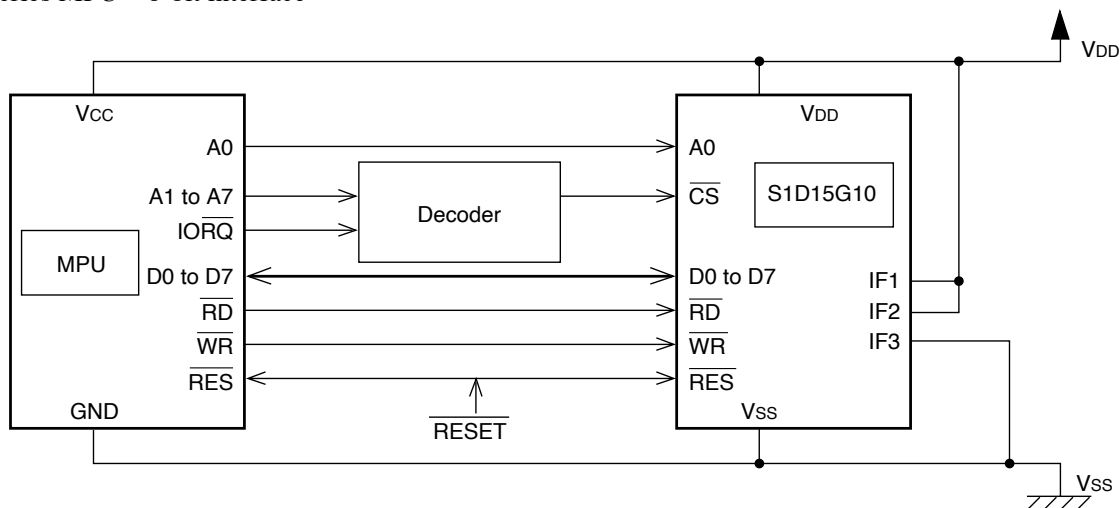 VDD
VCC
A0
A1 to A7
IORQ
MPU
D0 to D7
RD
WR
RES
GND
Decoder
RESET
VDD
A0
CS
S1D15G10
D0 to D7
RD
WR
RES
VSS
IF1
IF2
IF3
VSS